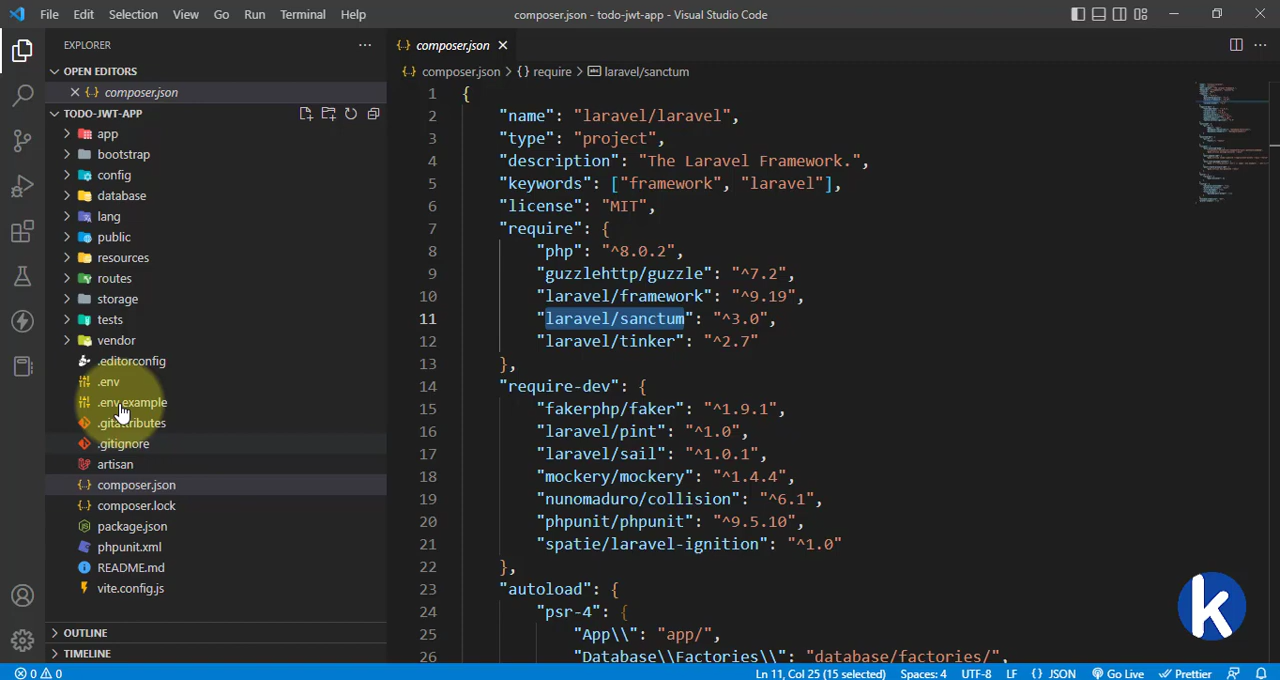 File Edit Selection View Go Run Terminal Help
composer.json - todo-jwt-app - Visual Studio Code
EXPLORER
OPEN EDITORS
composer.json
TODO-JWT-APP
app
bootstrap
config
database
lang
public
resources
routes
storage
tests
vendor
.editorconfig
.env
.env.example
.gitattributes
.gitignore
artisan
composer.json
composer.lock
package.json
phpunit.xml
README.md
vite.config.js
OUTLINE
TIMELINE
composer.json
composer.json > {} require > laravel/sanctum
1 {
2 "name": "laravel/laravel",
3 "type": "project",
4 "description": "The Laravel Framework.",
5 "keywords": ["framework", "laravel"],
6 "license": "MIT",
7 "require": {
8 "php": "^8.0.2",
9 "guzzlehttp/guzzle": "^7.2",
10 "laravel/framework": "^9.19",
11 "laravel/sanctum": "^3.0",
12 "laravel/tinker": "^2.7"
13 },
14 "require-dev": {
15 "fakerphp/faker": "^1.9.1",
16 "laravel/pint": "^1.0",
17 "laravel/sail": "^1.0.1",
18 "mockery/mockery": "^1.4.4",
19 "nunomaduro/collision": "^6.1",
20 "phpunit/phpunit": "^9.5.10",
21 "spatie/laravel-ignition": "^1.0"
22 },
23 "autoload": {
24 "psr-4": {
25 "App\\": "app/",
26 "Database\\Factories\\": "database/factories/",
k
0 0 Ln 11, Col 25 (15 selected) Spaces: 4 UTF-8 LF {} JSON Go Live Prettier